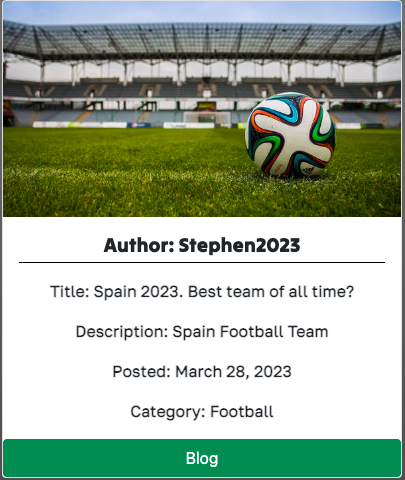 Author: Stephen2023
Title: Spain 2023. Best team of all time?
Description: Spain Football Team
Posted: March 28, 2023
Category: Football
Blog